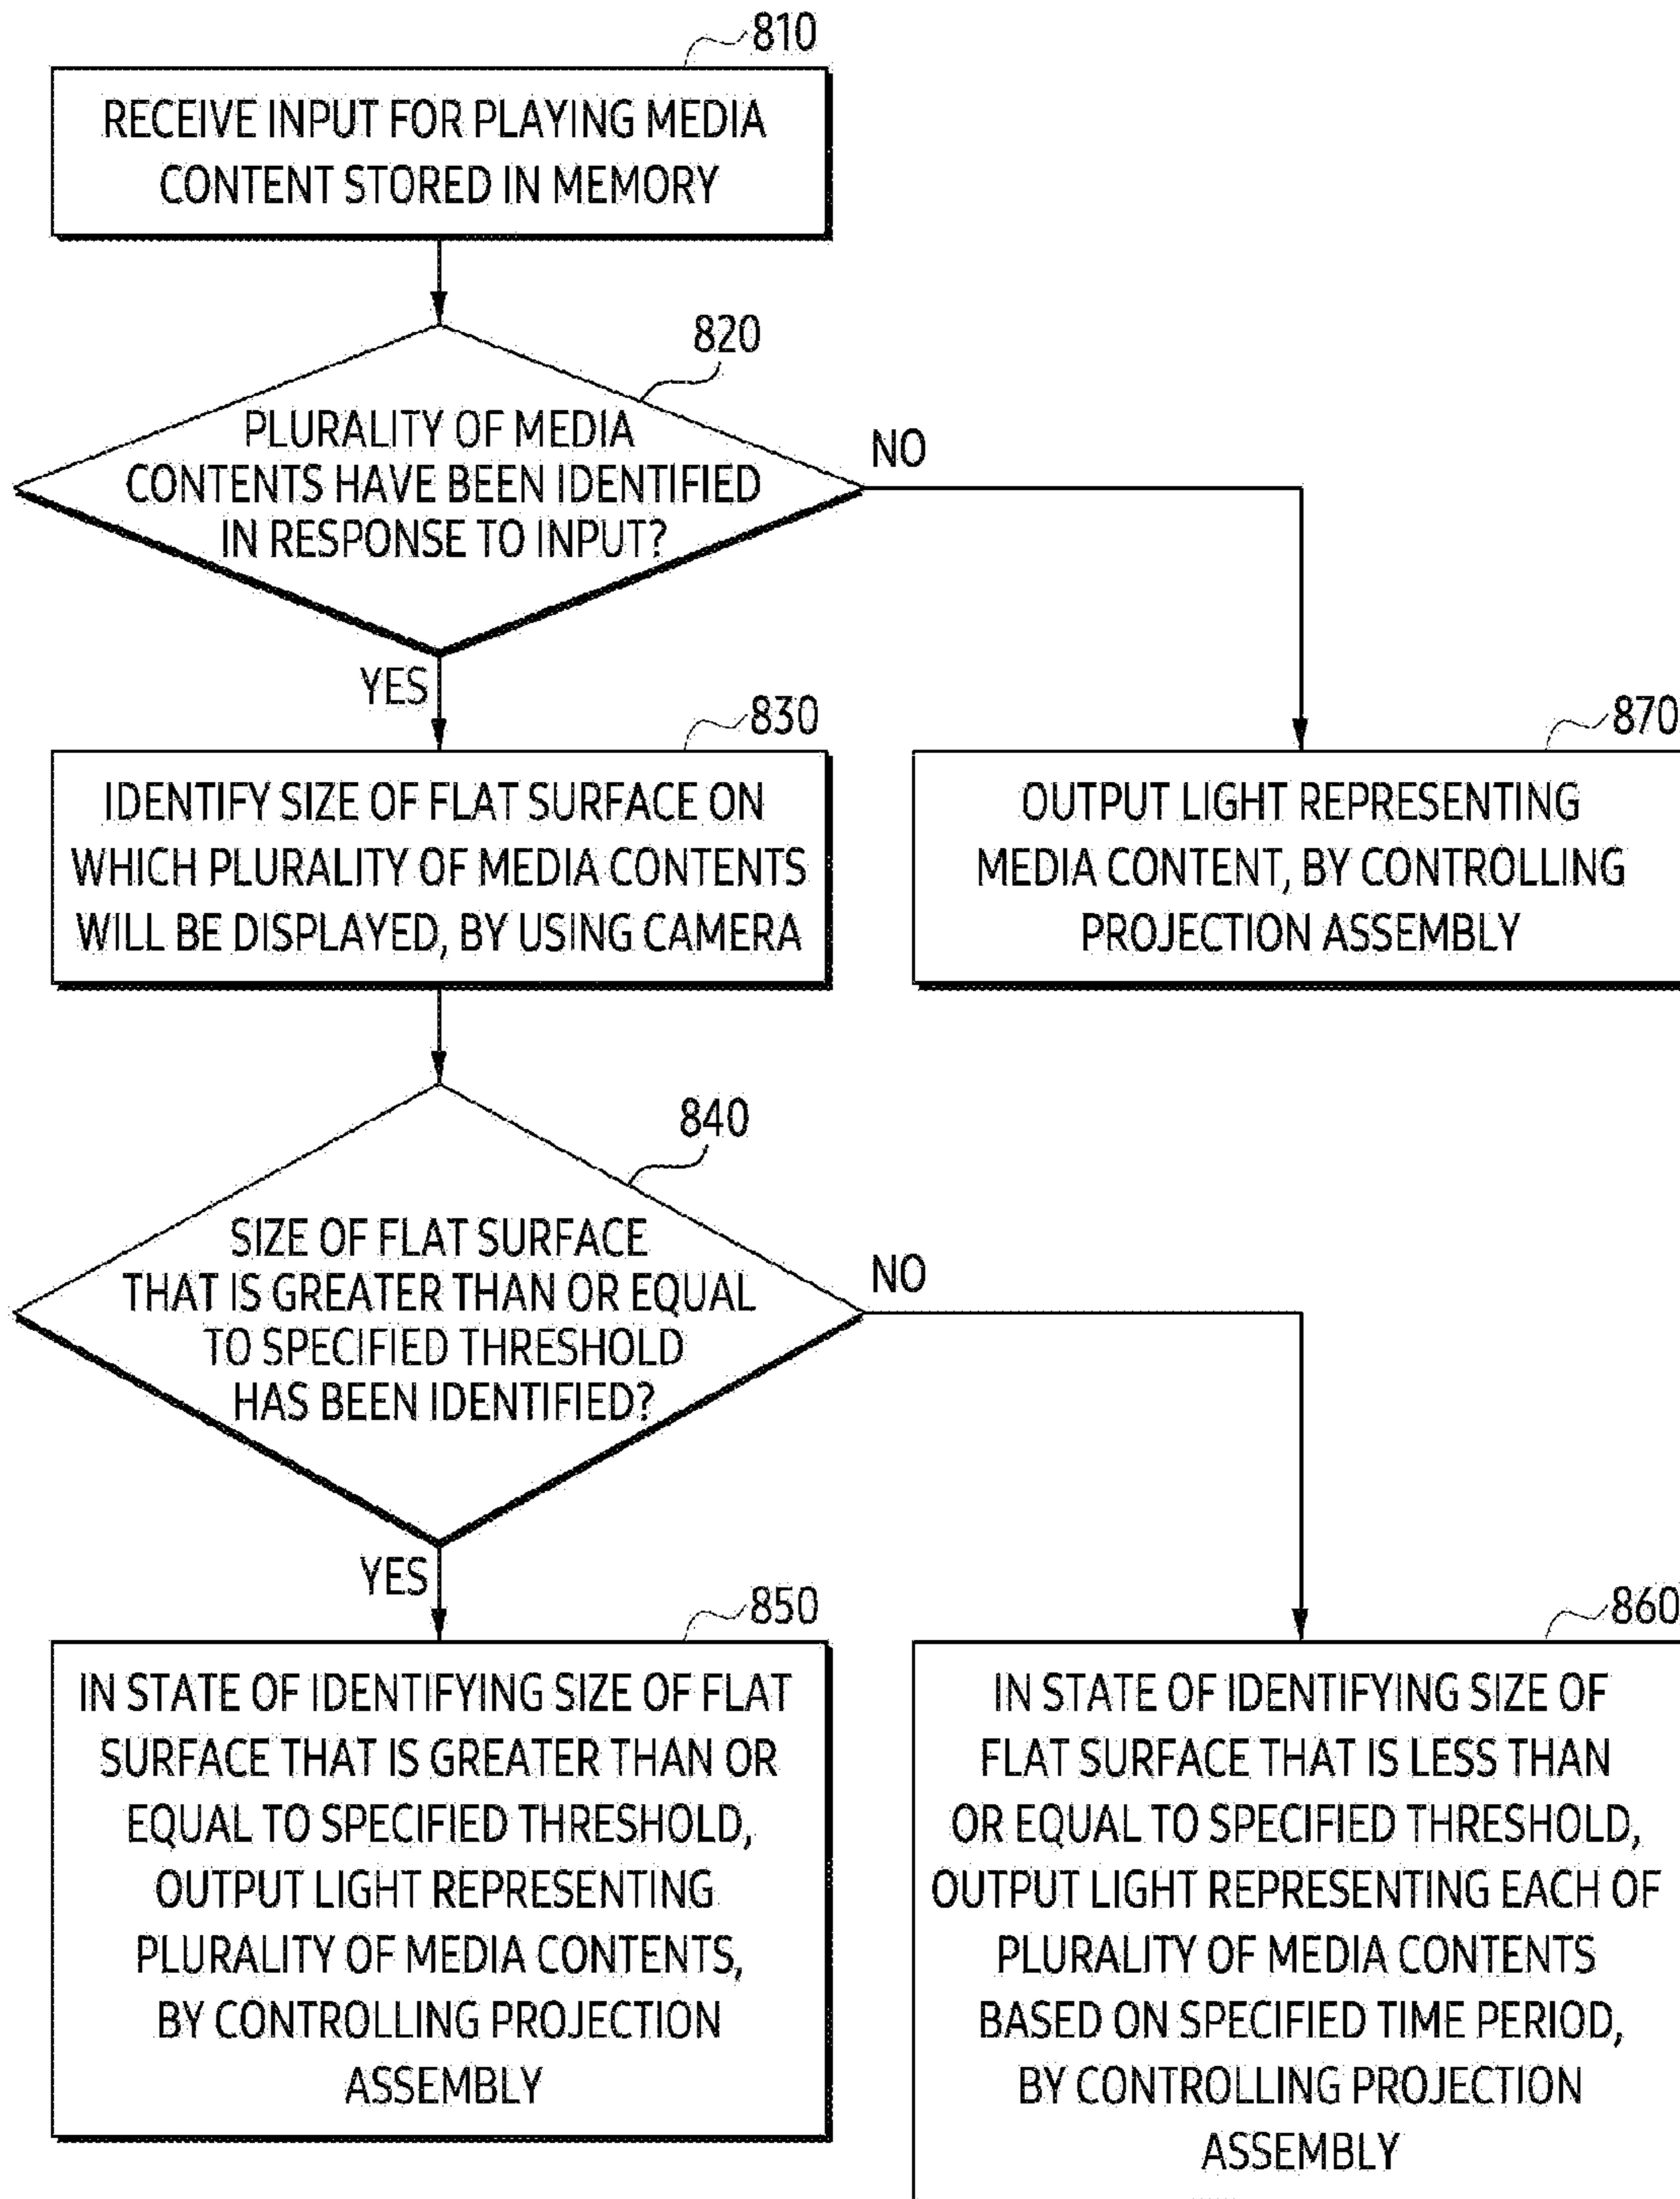 810
RECEIVE INPUT FOR PLAYING MEDIA
CONTENT STORED IN MEMORY
820
PLURALITY OF MEDIA
CONTENTS HAVE BEEN IDENTIFIED
IN RESPONSE TO INPUT?
NO
YES
830
IDENTIFY SIZE OF FLAT SURFACE ON
WHICH PLURALITY OF MEDIA CONTENTS
WILL BE DISPLAYED, BY USING CAMERA
870
OUTPUT LIGHT REPRESENTING
MEDIA CONTENT, BY CONTROLLING
PROJECTION ASSEMBLY
840
SIZE OF FLAT SURFACE
THAT IS GREATER THAN OR EQUAL
TO SPECIFIED THRESHOLD
HAS BEEN IDENTIFIED?
NO
YES
850
IN STATE OF IDENTIFYING SIZE OF FLAT
SURFACE THAT IS GREATER THAN OR
EQUAL TO SPECIFIED THRESHOLD,
OUTPUT LIGHT REPRESENTING
PLURALITY OF MEDIA CONTENTS,
BY CONTROLLING PROJECTION
ASSEMBLY
860
IN STATE OF IDENTIFYING SIZE OF
FLAT SURFACE THAT IS LESS THAN
OR EQUAL TO SPECIFIED THRESHOLD,
OUTPUT LIGHT REPRESENTING EACH OF
PLURALITY OF MEDIA CONTENTS
BASED ON SPECIFIED TIME PERIOD,
BY CONTROLLING PROJECTION
ASSEMBLY